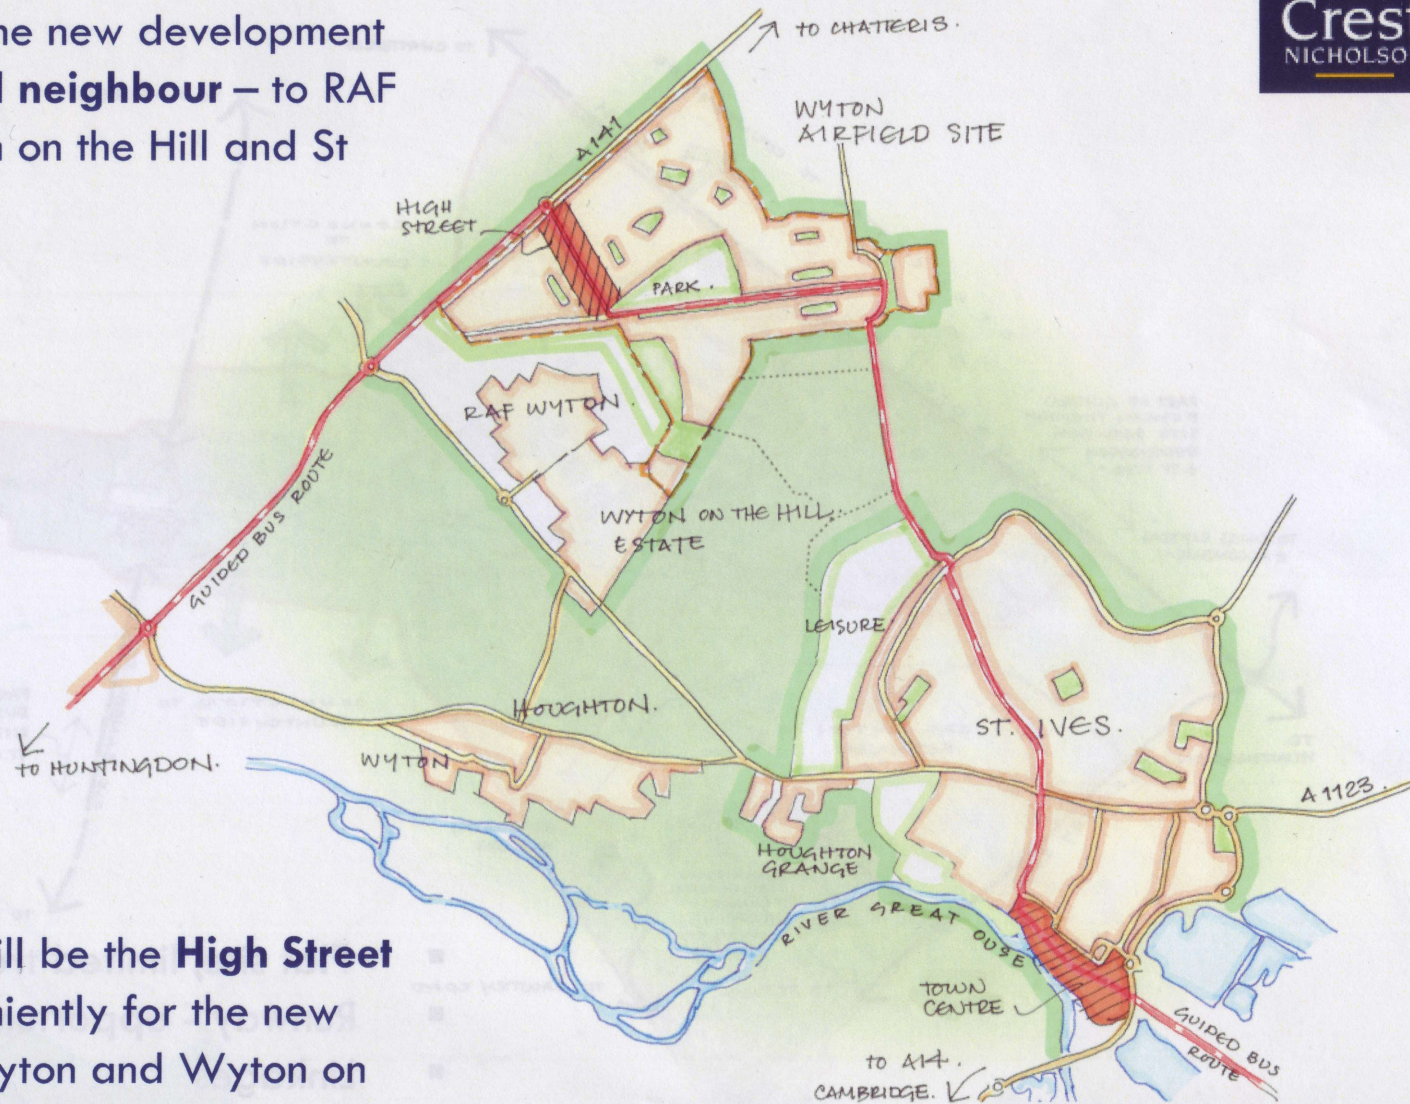 he new development
neighbour – to RAF
on the Hill and St
Crest
NICHOLSO
TO CHATTERIS.
WYTON
AIRFIELD SITE
A141
HIGH
STREET
PARK.
RAF WYTON.
GUIDED BUS ROUTE
WYTON ON THE HILL
ESTATE
LEISURE
HOUGHTON.
ST. IVES.
TO HUNTINGDON.
WYTON
A1123.
HOUGHTON
GRANGE
RIVER GREAT OUSE
ill be the High Street
niently for the new
yton and Wyton on
TOWN
CENTRE
GUIDED BUS
ROUTE
TO A14.
CAMBRIDGE.